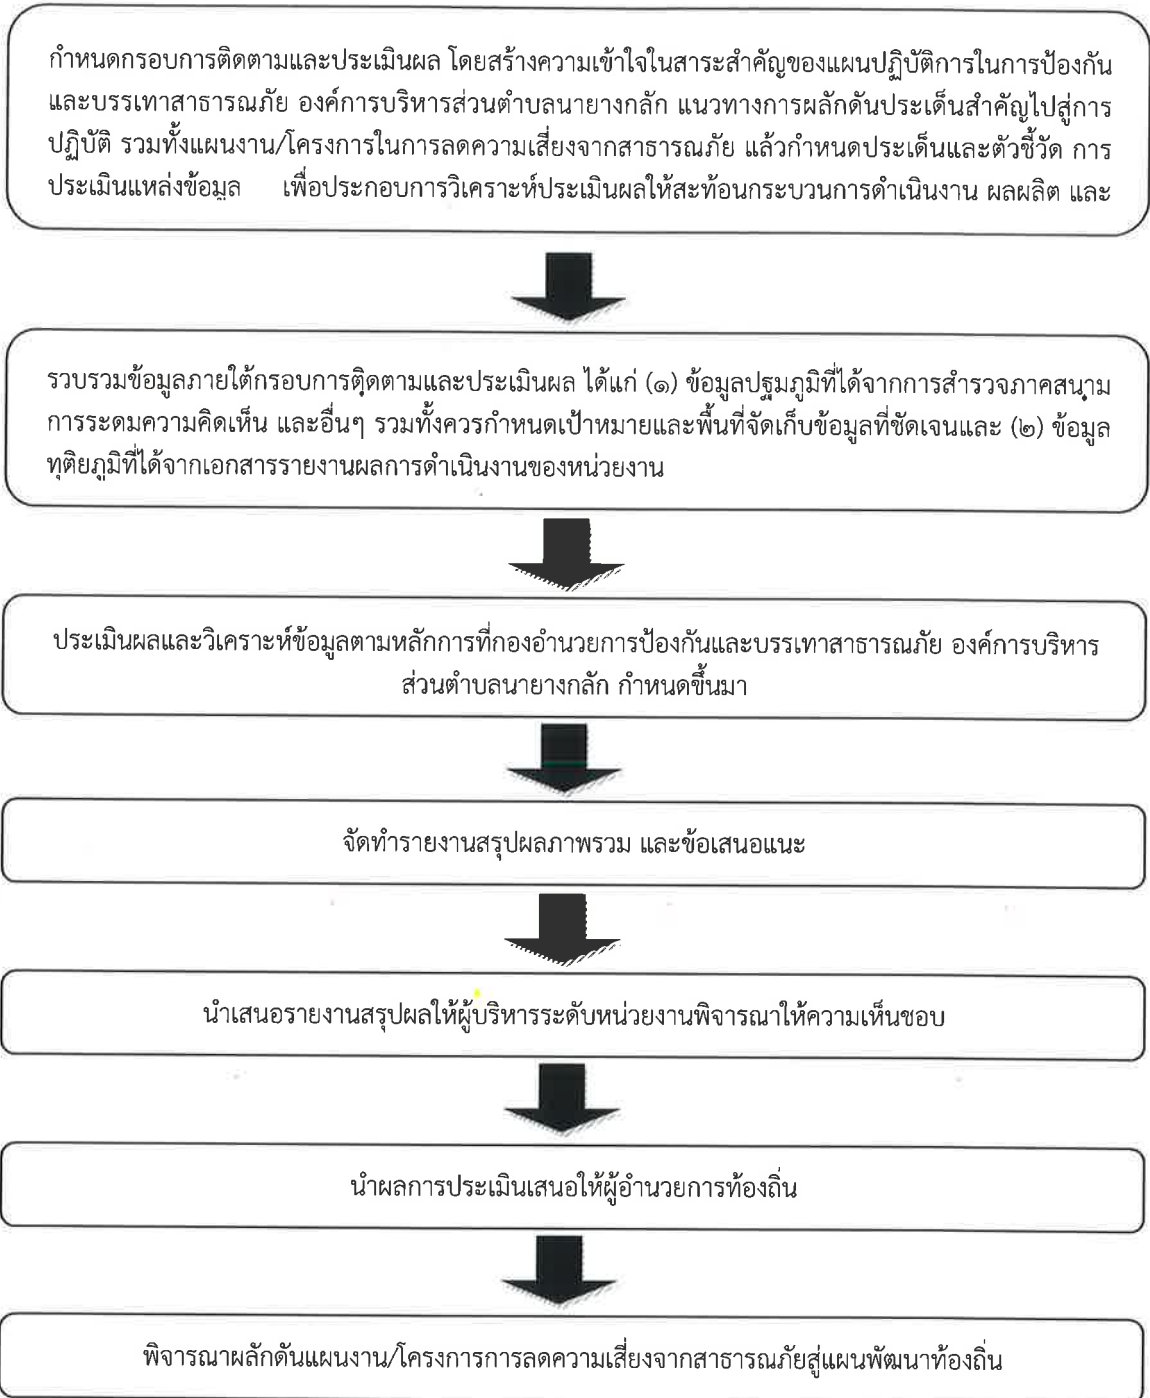 กำหนดกรอบการติดตามและประเมินผล โดยสร้างความเข้าใจในสาระสำคัญของแผนปฏิบัติการในการป้องกัน
และบรรเทาสาธารณภัย องค์การบริหารส่วนตำบลนายางกลัก แนวทางการผลักดันประเด็นสำคัญไปสู่การ
ปฏิบัติ รวมทั้งแผนงาน/โครงการในการลดความเสี่ยงจากสาธารณภัย แล้วกำหนดประเด็นและตัวชี้วัด การ
ประเมินแหล่งข้อมูล เพื่อประกอบการวิเคราะห์ประเมินผลให้สะท้อนกระบวนการดำเนินงาน ผลผลิต และ
รวบรวมข้อมูลภายใต้กรอบการติดตามและประเมินผล ได้แก่ (๑) ข้อมูลปฐมภูมิที่ได้จากการสำรวจภาคสนาม
การระดมความคิดเห็น และอื่นๆ รวมทั้งควรกำหนดเป้าหมายและพื้นที่จัดเก็บข้อมูลที่ชัดเจนและ (๒) ข้อมูล
ทุติยภูมิที่ได้จากเอกสารรายงานผลการดำเนินงานของหน่วยงาน
ประเมินผลและวิเคราะห์ข้อมูลตามหลักการที่กองอำนวยการป้องกันและบรรเทาสาธารณภัย องค์การบริหาร
ส่วนตำบลนายางกลัก กำหนดขึ้นมา
จัดทำรายงานสรุปผลภาพรวม และข้อเสนอแนะ
นำเสนอรายงานสรุปผลให้ผู้บริหารระดับหน่วยงานพิจารณาให้ความเห็นชอบ
นำผลการประเมินเสนอให้ผู้อำนวยการท้องถิ่น
พิจารณาผลักดันแผนงาน/โครงการการลดความเสี่ยงจากสาธารณภัยสู่แผนพัฒนาท้องถิ่น